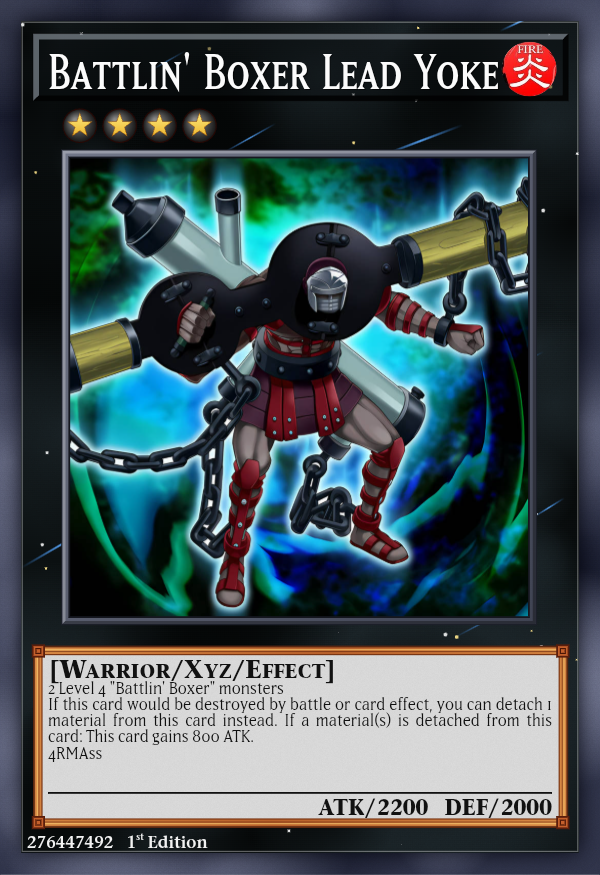 Battlin' Boxer Lead Yoke
FIRE
炎
[Warrior/Xyz/Effect]
2 Level 4 "Battlin' Boxer" monsters
If this card would be destroyed by battle or card effect, you can detach 1
material from this card instead. If a material(s) is detached from this
card: This card gains 800 ATK.
4RMAss
ATK/2200 DEF/2000
276447492 1st Edition